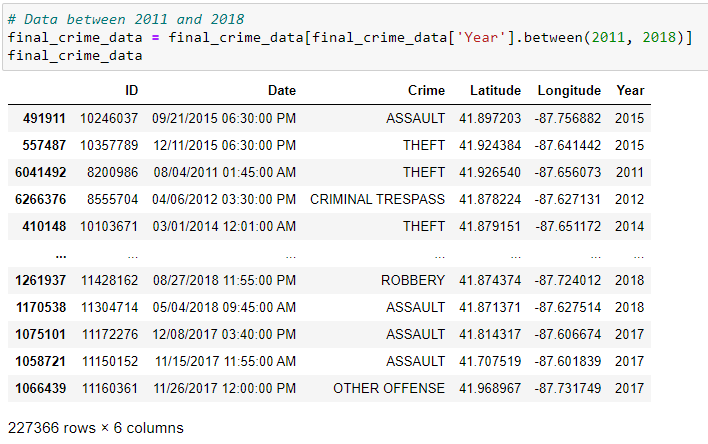 # Data between 2011 and 2018
final_crime_data = final_crime_data[final_crime_data['Year'].between(2011, 2018)]
final_crime_data
ID Date Crime Latitude Longitude Year
491911 10246037 09/21/2015 06:30:00 PM ASSAULT 41.897203 -87.756882 2015
557487 10357789 12/11/2015 06:30:00 PM THEFT 41.924384 -87.641442 2015
6041492 8200986 08/04/2011 01:45:00 AM THEFT 41.926540 -87.656073 2011
6266376 8555704 04/06/2012 03:30:00 PM CRIMINAL TRESPASS 41.878224 -87.627131 2012
410148 10103671 03/01/2014 12:01:00 AM THEFT 41.879151 -87.651172 2014
... ... ... ... ... ... ...
1261937 11428162 08/27/2018 11:55:00 PM ROBBERY 41.874374 -87.724012 2018
1170538 11304714 05/04/2018 09:45:00 AM ASSAULT 41.871371 -87.627514 2018
1075101 11172276 12/08/2017 03:40:00 PM ASSAULT 41.814317 -87.606674 2017
1058721 11150152 11/15/2017 11:55:00 AM ASSAULT 41.707519 -87.601839 2017
1066439 11160361 11/26/2017 12:00:00 PM OTHER OFFENSE 41.968967 -87.731749 2017
227366 rows × 6 columns